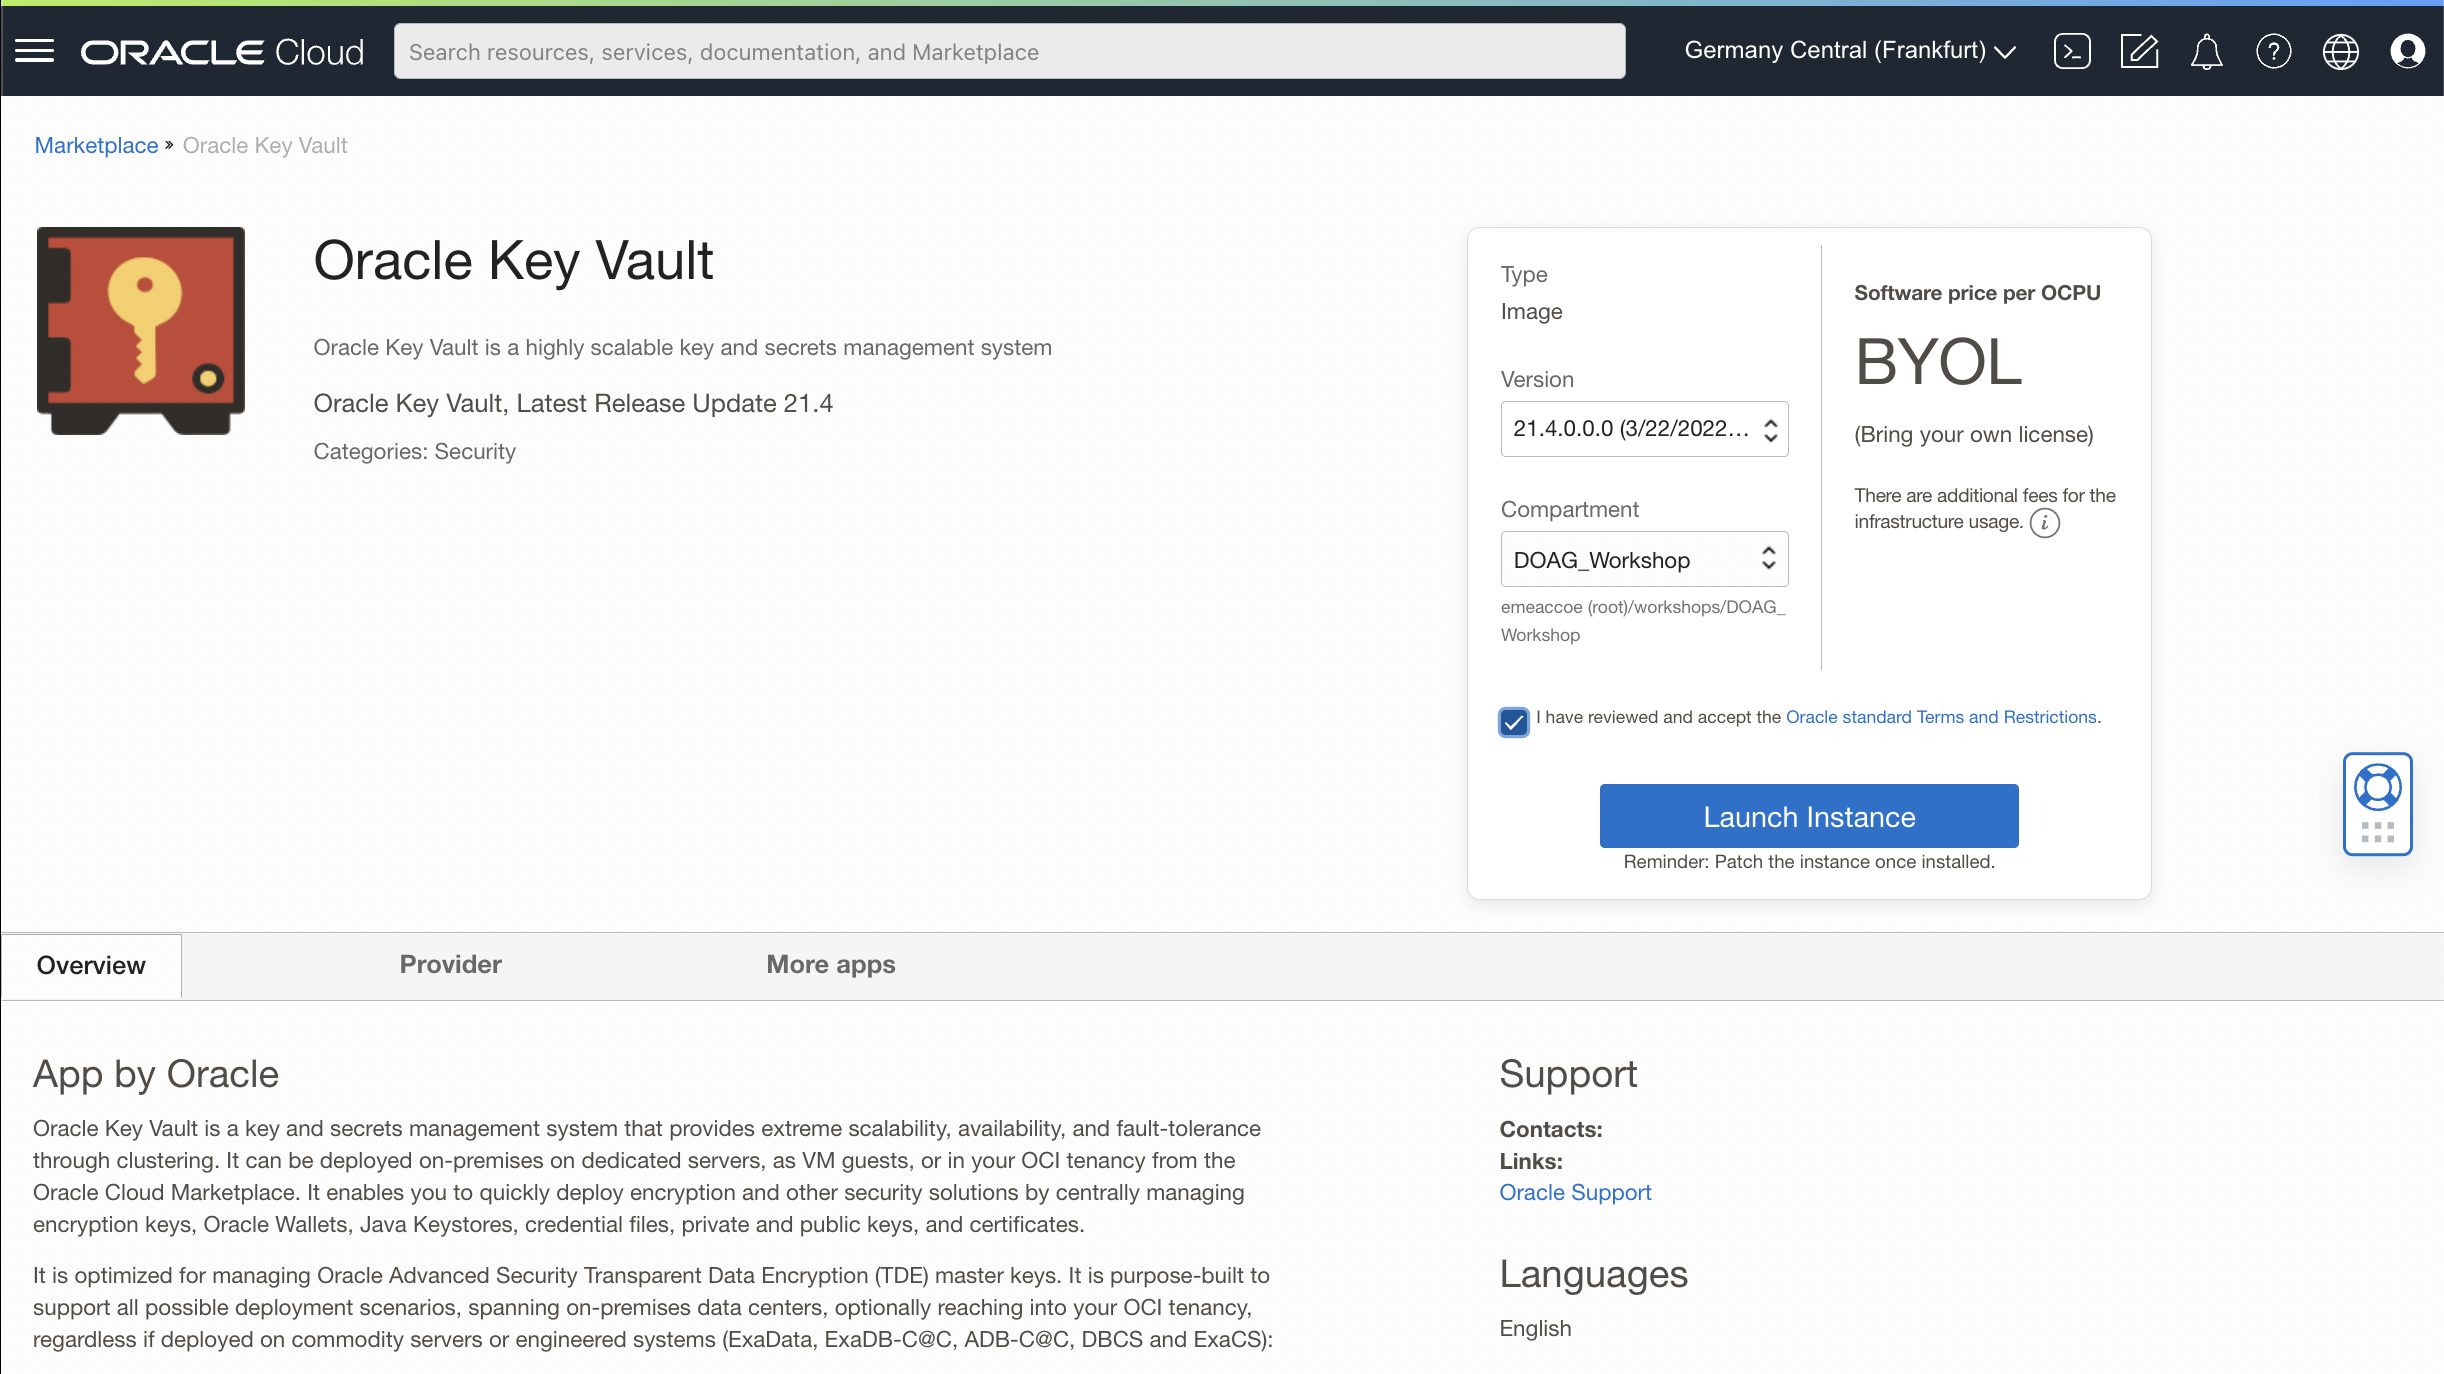 ORACLE Cloud
Search resources, services, documentation, and Marketplace
Germany Central (Frankfurt)
Marketplace » Oracle Key Vault
Oracle Key Vault
Oracle Key Vault is a highly scalable key and secrets management system
Oracle Key Vault, Latest Release Update 21.4
Categories: Security
Type
Image
Version
21.4.0.0.0 (3/22/2022...
Compartment
DOAG_Workshop
emeaccoe (root)/workshops/DOAG_
Workshop
Software price per OCPU
BYOL
(Bring your own license)
There are additional fees for the
infrastructure usage. i
I have reviewed and accept the Oracle standard Terms and Restrictions.
Launch Instance
Reminder: Patch the instance once installed.
Overview
Provider
More apps
App by Oracle
Oracle Key Vault is a key and secrets management system that provides extreme scalability, availability, and fault-tolerance
through clustering. It can be deployed on-premises on dedicated servers, as VM guests, or in your OCI tenancy from the
Oracle Cloud Marketplace. It enables you to quickly deploy encryption and other security solutions by centrally managing
encryption keys, Oracle Wallets, Java Keystores, credential files, private and public keys, and certificates.
It is optimized for managing Oracle Advanced Security Transparent Data Encryption (TDE) master keys. It is purpose-built to
support all possible deployment scenarios, spanning on-premises data centers, optionally reaching into your OCI tenancy,
regardless if deployed on commodity servers or engineered systems (ExaData, ExaDB-C@C, ADB-C@C, DBCS and ExaCS):
Support
Contacts:
Links:
Oracle Support
Languages
English